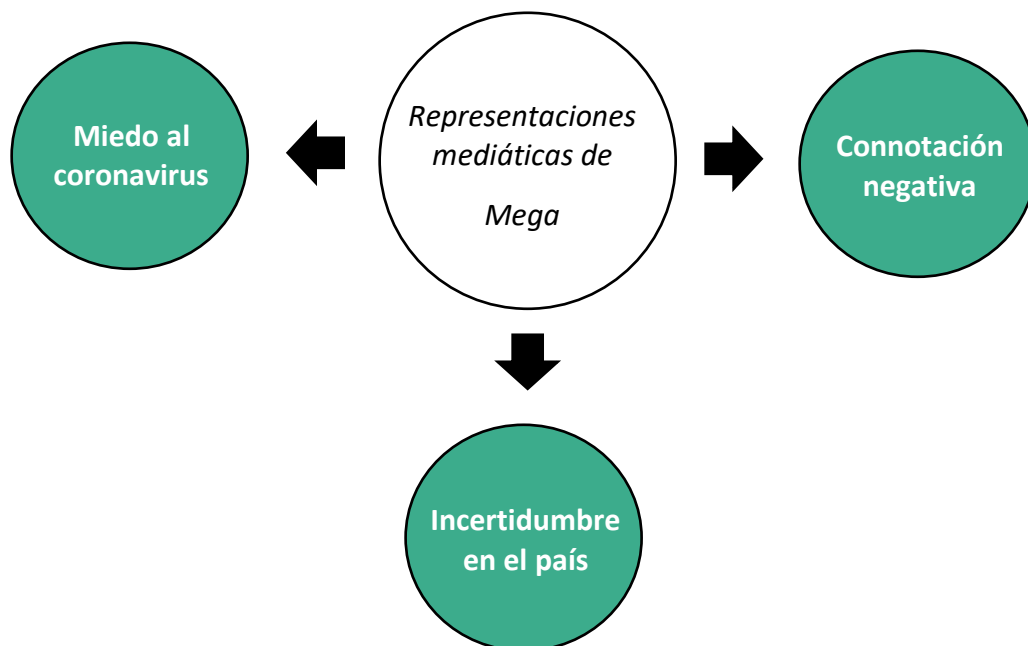 Representaciones
mediáticas de
Mega
Miedo al
coronavirus
Connotación
negativa
Incertidumbre
en el país